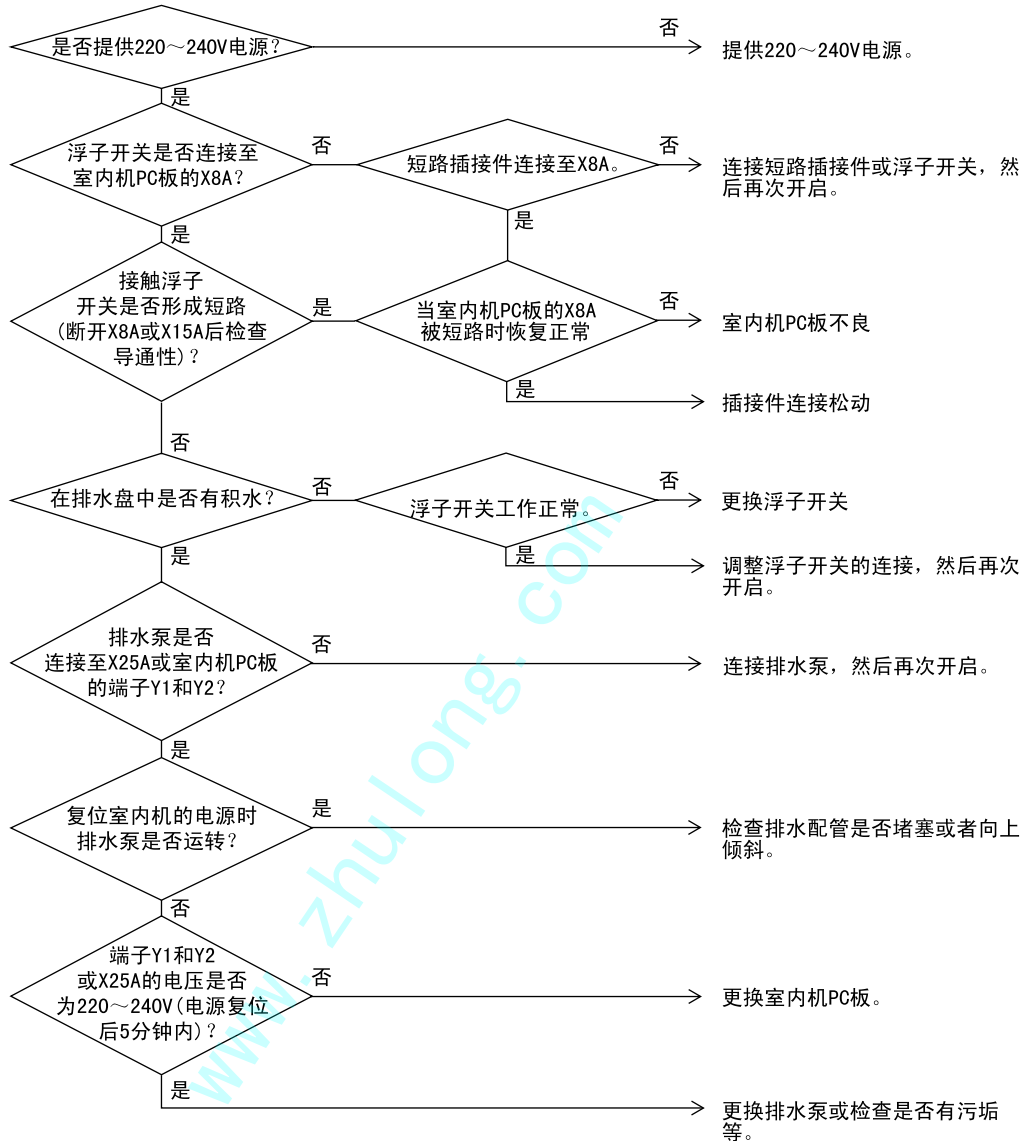 是否提供220～240V电源？
否
提供220～240V电源。
是
浮子开关是否连接至
室内机PC板的X8A？
否
短路插接件连接至X8A。
否
连接短路插接件或浮子开关，然
后再次开启。
是
是
接触浮子
开关是否形成短路
(断开X8A或X15A后检查
导通性)？
是
当室内机PC板的X8A
被短路时恢复正常
否
室内机PC板不良
是
插接件连接松动
否
在排水盘中是否有积水？
否
浮子开关工作正常。
否
更换浮子开关
是
是
调整浮子开关的连接，然后再次
开启。
排水泵是否
连接至X25A或室内机PC板
的端子Y1和Y2？
否
连接排水泵，然后再次开启。
是
复位室内机的电源时
排水泵是否运转？
是
检查排水配管是否堵塞或者向上
倾斜。
否
端子Y1和Y2
或X25A的电压是否
为220～240V(电源复位
后5分钟内)？
否
更换室内机PC板。
是
更换排水泵或检查是否有污垢
等。
www.zhulong.com